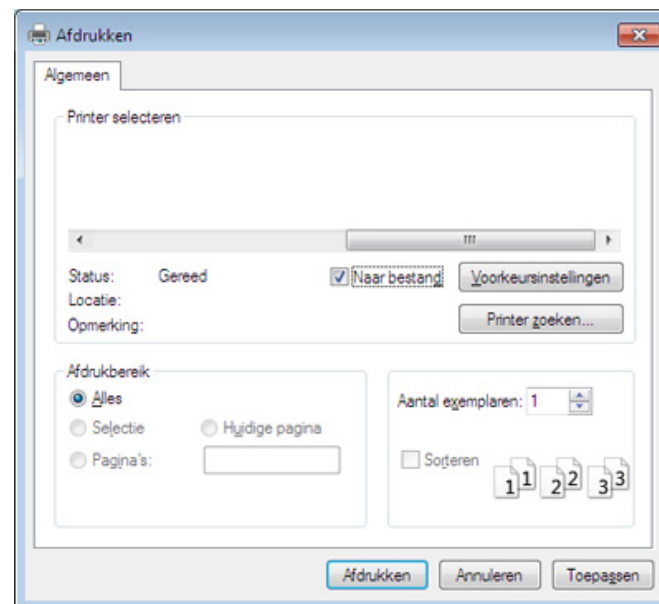 Afdrukken
Algemeen
Printer selecteren
Status: Gereed
Naar bestand
Voorkeursinstellingen
Locatie:
Opmerking:
Printer zoeken...
Afdrukbereik
Alles
Selectie
Huidige pagina
Pagina's:
Aantal exemplaren: 1
Sorteren
1 1 2 2 3 3
Afdrukken Annuleren Toepassen